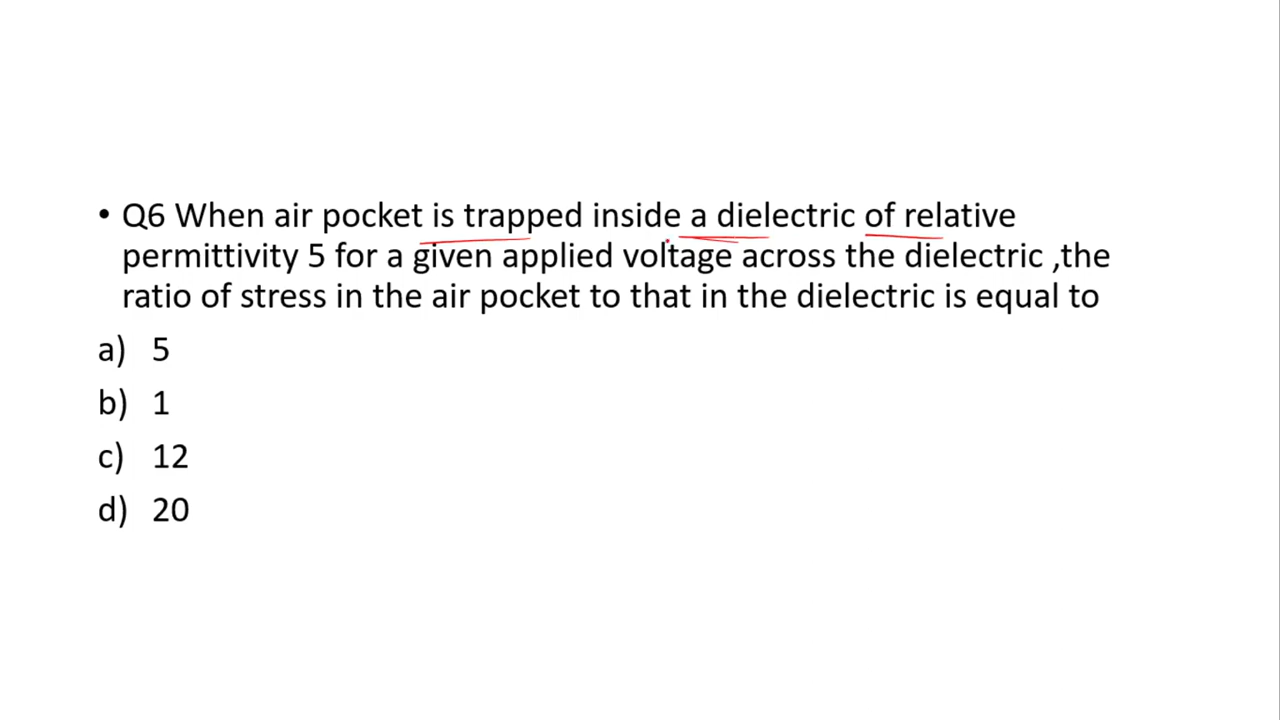 • Q6 When air pocket is trapped inside a dielectric of relative
permittivity 5 for a given applied voltage across the dielectric ,the
ratio of stress in the air pocket to that in the dielectric is equal to
a) 5
b) 1
c) 12
d) 20